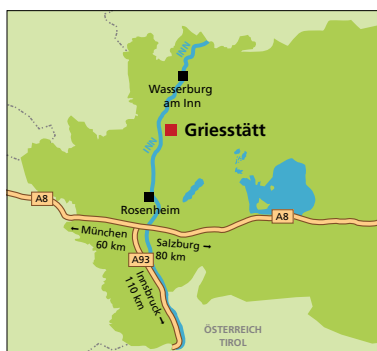 INN
Wasserburg
am Inn
Griesstätt
INN
A8
Rosenheim
A8
← München
60 km
Salzburg →
80 km
A93
Innsbruck →
110 km
ÖSTERREICH
TIROL